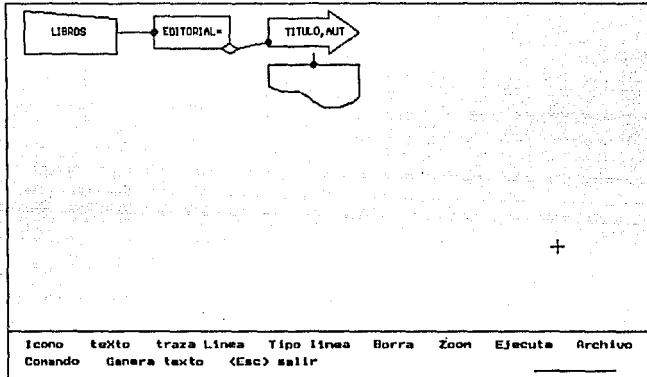 LIBROS EDITORIAL= TITULO,AUT
Icono teXto traza Linea Tipo linea Borra Zoom Ejecuta Archivo
Comando Genera texto <Esc> salir